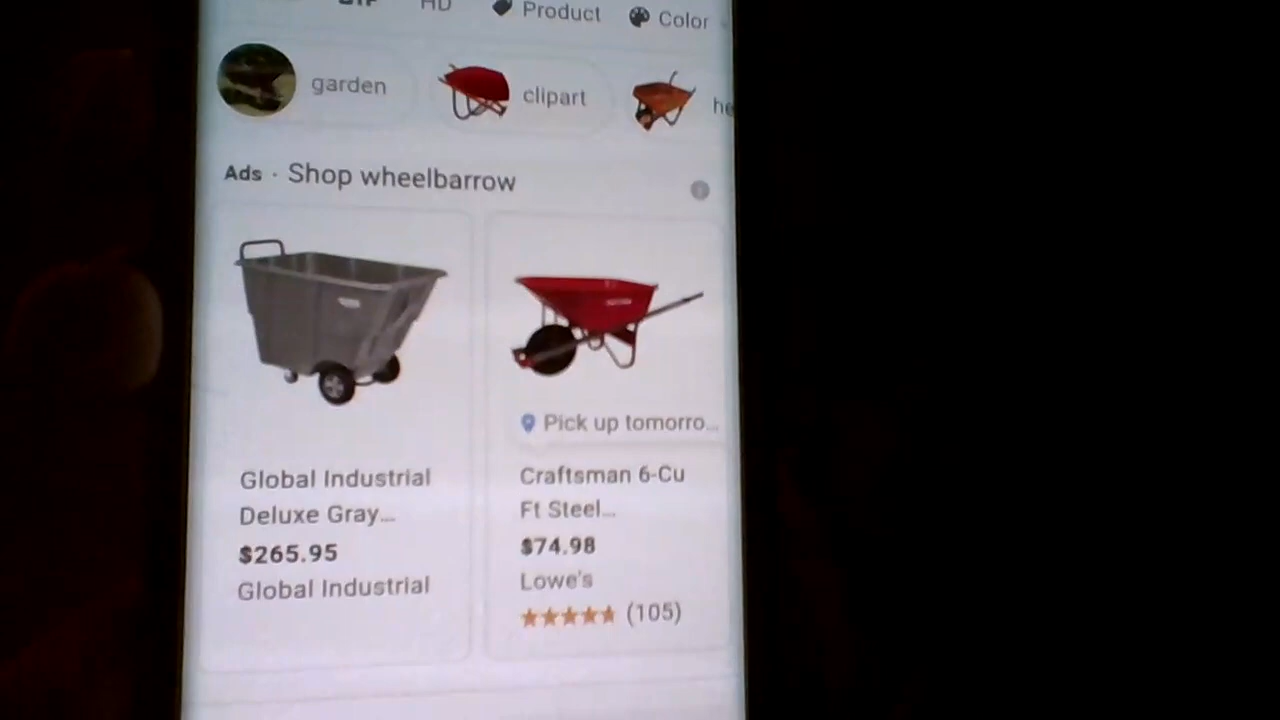 HD Product Color
garden clipart
Ads · Shop wheelbarrow
Pick up tomorro...
Global Industrial
Deluxe Gray...
$265.95
Global Industrial
Craftsman 6-Cu
Ft Steel...
$74.98
Lowe's
(105)